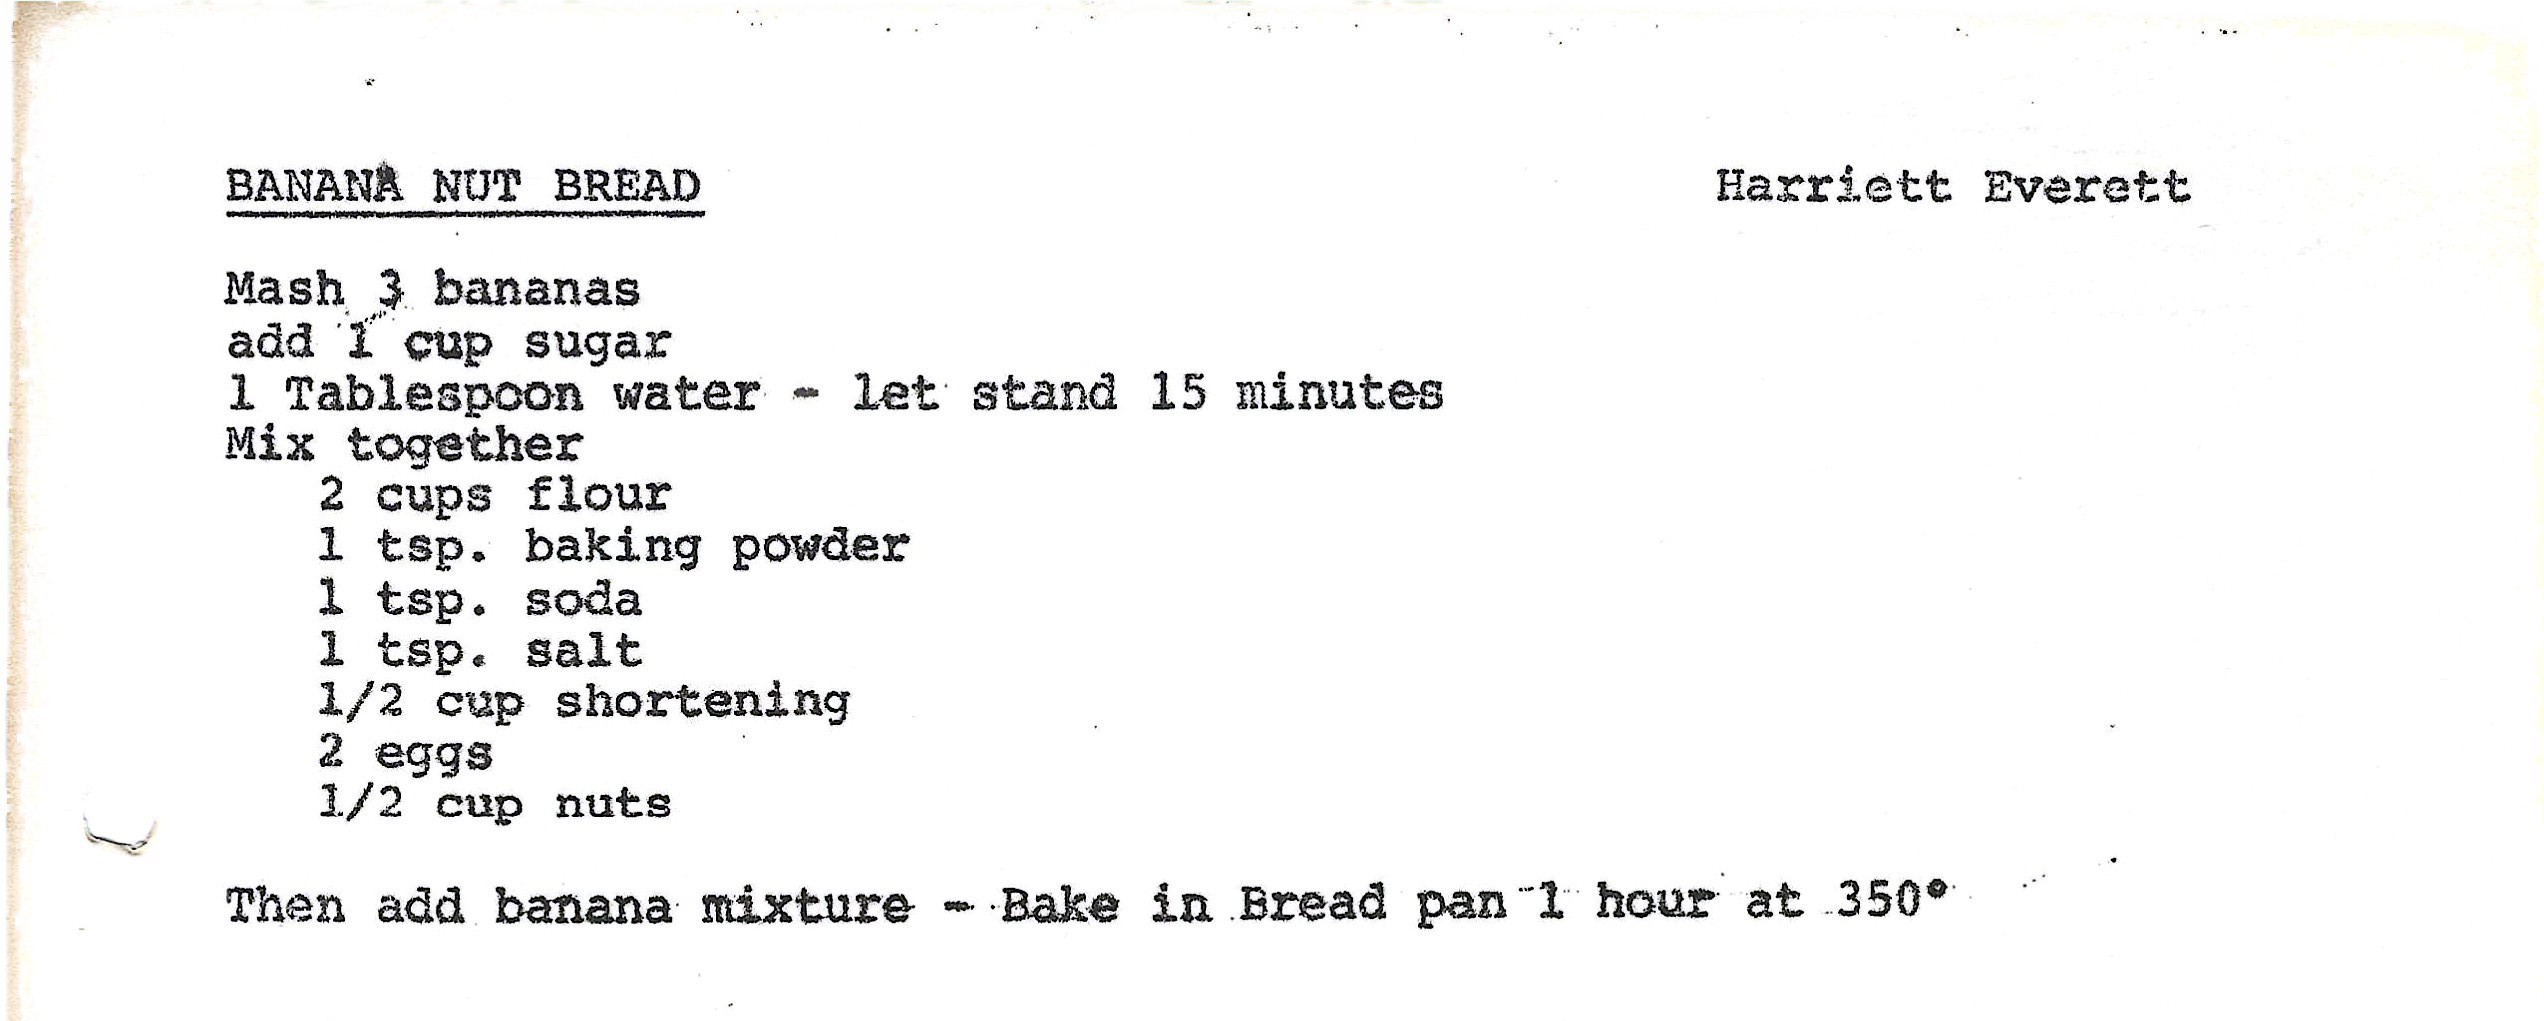 BANANA NUT BREAD Harriett Everett
Mash 3 bananas
add 1 cup sugar
1 Tablespoon water - let stand 15 minutes
Mix together
2 cups flour
1 tsp. baking powder
1 tsp. soda
1 tsp. salt
1/2 cup shortening
2 eggs
1/2 cup nuts
Then add banana mixture - Bake in Bread pan 1 hour at 350°